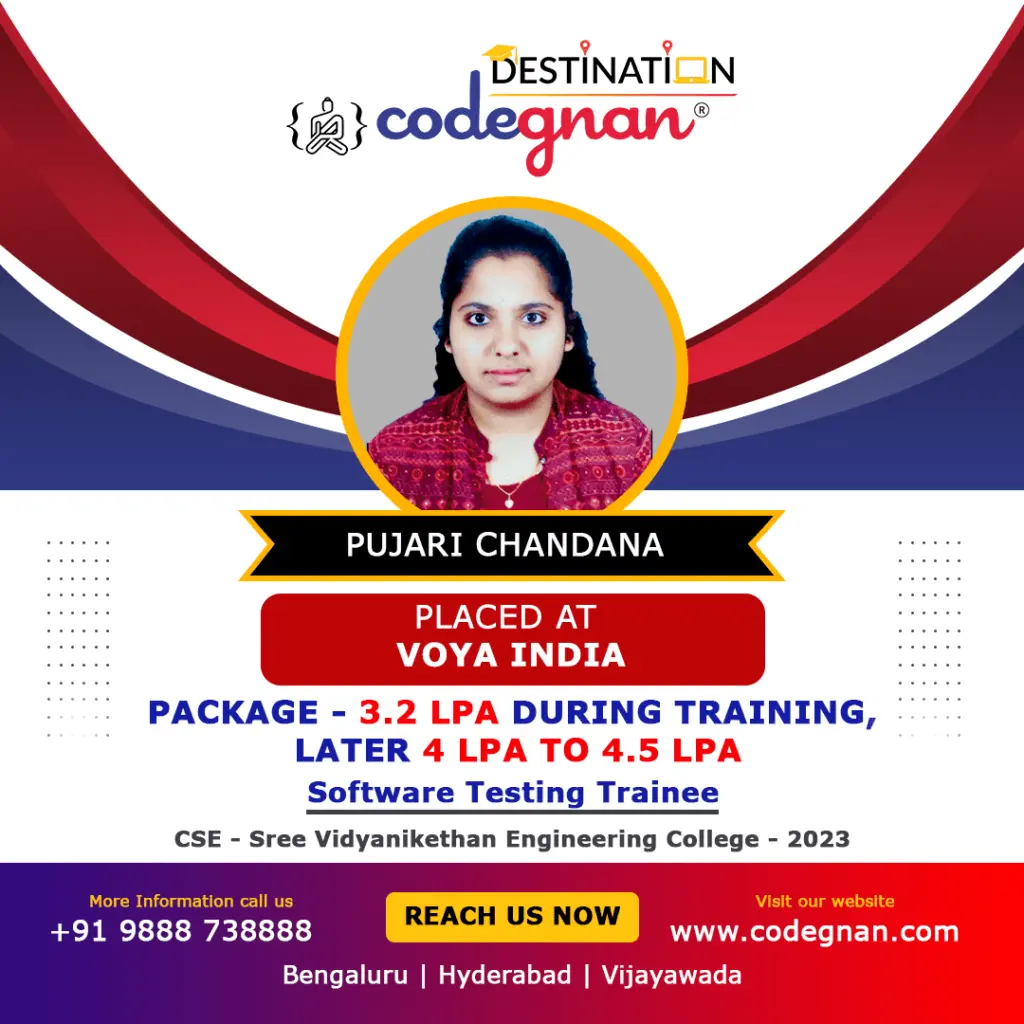 DESTINATION
codegnan®
PUJARI CHANDANA
PLACED AT
VOYA INDIA
PACKAGE - 3.2 LPA DURING TRAINING,
LATER 4 LPA TO 4.5 LPA
Software Testing Trainee
CSE - Sree Vidyanikethan Engineering College - 2023
More Information call us
+91 9888 738888
REACH US NOW
Visit our website
www.codegnan.com
Bengaluru | Hyderabad | Vijayawada